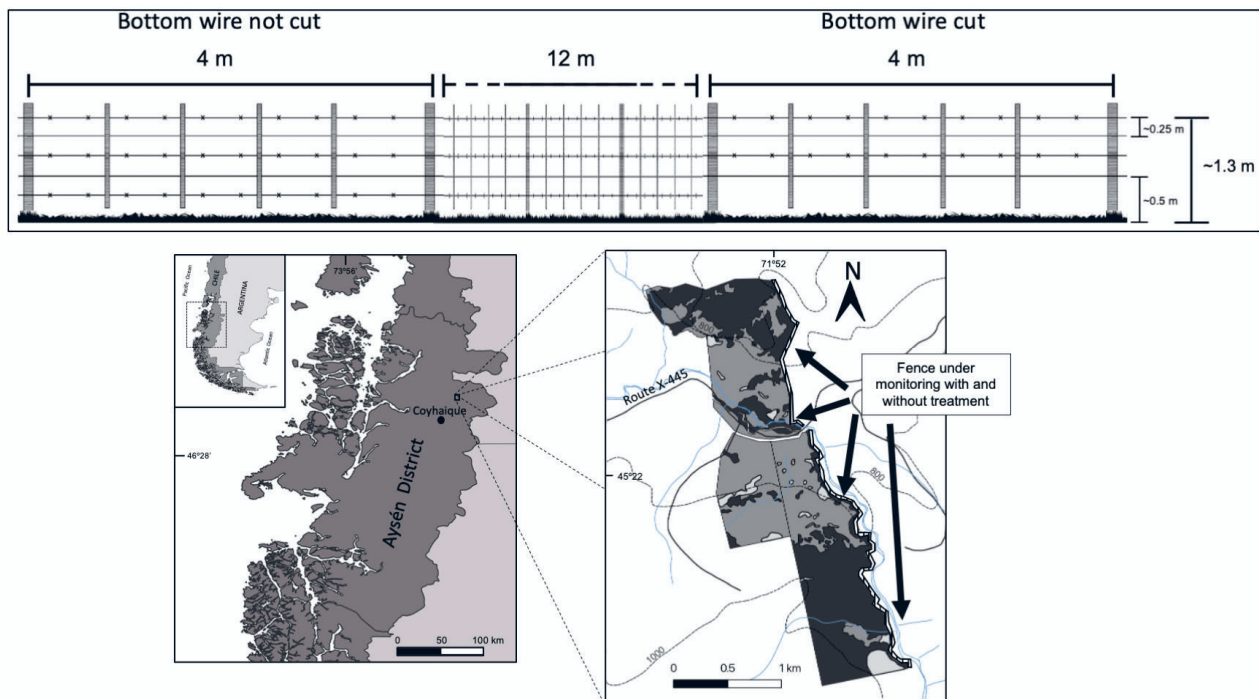 Bottom wire not cut
Bottom wire cut
4 m
12 m
4 m
~0.25 m
~1.3 m
~0.5 m
Pacific Ocean
CHILE
ARGENTINA
Atlantic Ocean
73°56'
46°28'
Coyhaique
Aysén District
0 50 100 km
71°52
N
800
Route X-445
Fence under
monitoring with and
without treatment
45°22
800
1000
0 0.5 1 km